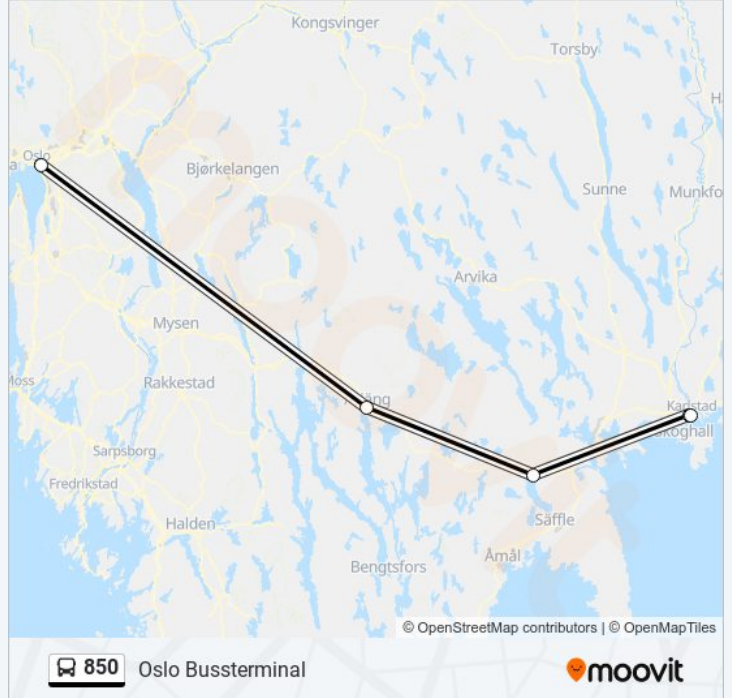 Kongsvinger
Torsby
Oslo
Bjørkelangen
Sunne
Munkfo
Arvika
Mysen
Rakkestad
Karlstad
Skoghall
Sarpsborg
Fredrikstad
Halden
Säffle
Åmål
Bengtsfors
© OpenStreetMap contributors | © OpenMapTiles
850 Oslo Bussterminal
moovit